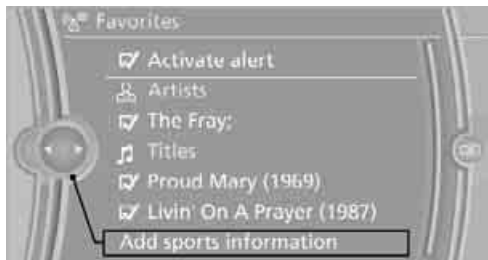 Favorites
Activate alert
Artists
The Fray;
Titles
Proud Mary (1969)
Livin' On A Prayer (1987)
Add sports information